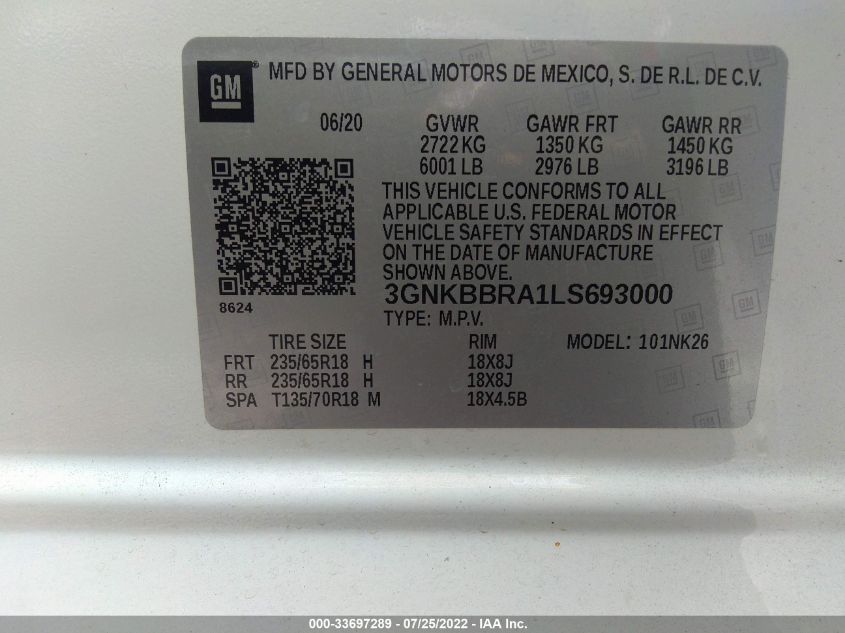 GM ® MFD BY GENERAL MOTORS DE MEXICO, S. DE R.L. DE C.V.
06/20 GVWR GAWR FRT GAWR RR
2722 KG 1350 KG 1450 KG
6001 LB 2976 LB 3196 LB
THIS VEHICLE CONFORMS TO ALL
APPLICABLE U.S. FEDERAL MOTOR
VEHICLE SAFETY STANDARDS IN EFFECT
ON THE DATE OF MANUFACTURE
SHOWN ABOVE.
8624
3GNKBBRA1LS693000
TYPE: M.P.V.
TIRE SIZE RIM MODEL: 101NK26
FRT 235/65R18 H 18X8J
RR 235/65R18 H 18X8J
SPA T135/70R18 M 18X4.5B
000-33697289 - 07/25/2022 - IAA Inc.